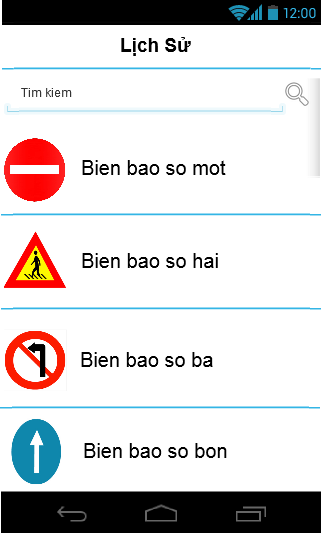 12:00
Lịch Sử
Tim kiem
Bien bao so mot
Bien bao so hai
Bien bao so ba
Bien bao so bon